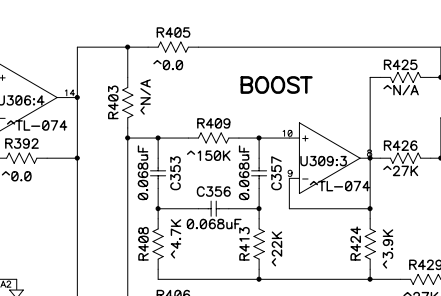 R405
^0.0
R425
^N/A
BOOST
14
U306:4
^TL-074
R403
^N/A
R409
^150K
10
8
U309:3
^TL-074
9
R426
^27K
R392
^0.0
0.068uF
C353
0.068uF
C357
C356
0.068uF
R408
^4.7K
R413
^22K
R424
^3.9K
R429
A2
R406